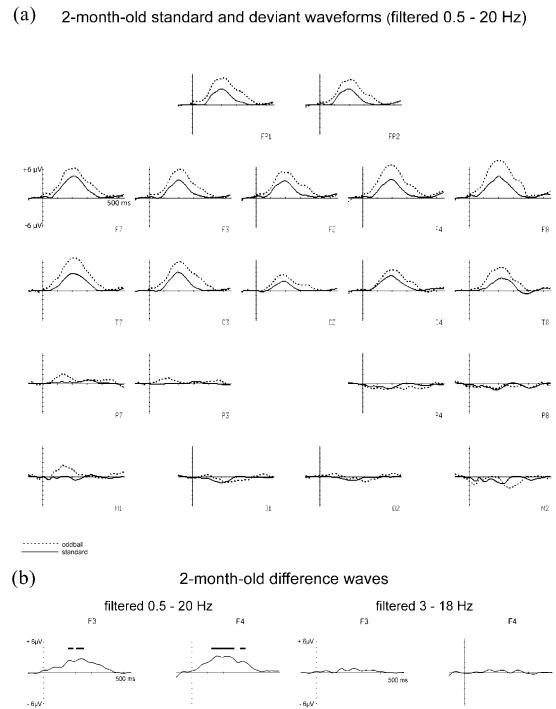 (a) 2-month-old standard and deviant waveforms (filtered 0.5 - 20 Hz)
FP1 FP2
+6 µV
500 ms
-6 µV
F7 F3 FZ F4 F8
T7 C3 CZ C4 T8
P7 P3 P4 P8
M1 O1 O2 M2
oddball
standard
(b) 2-month-old difference waves
filtered 0.5 - 20 Hz filtered 3 - 18 Hz
F3 F4 F3 F4
+6µV +6µV
500 ms 500 ms
- 6µV - 6µV